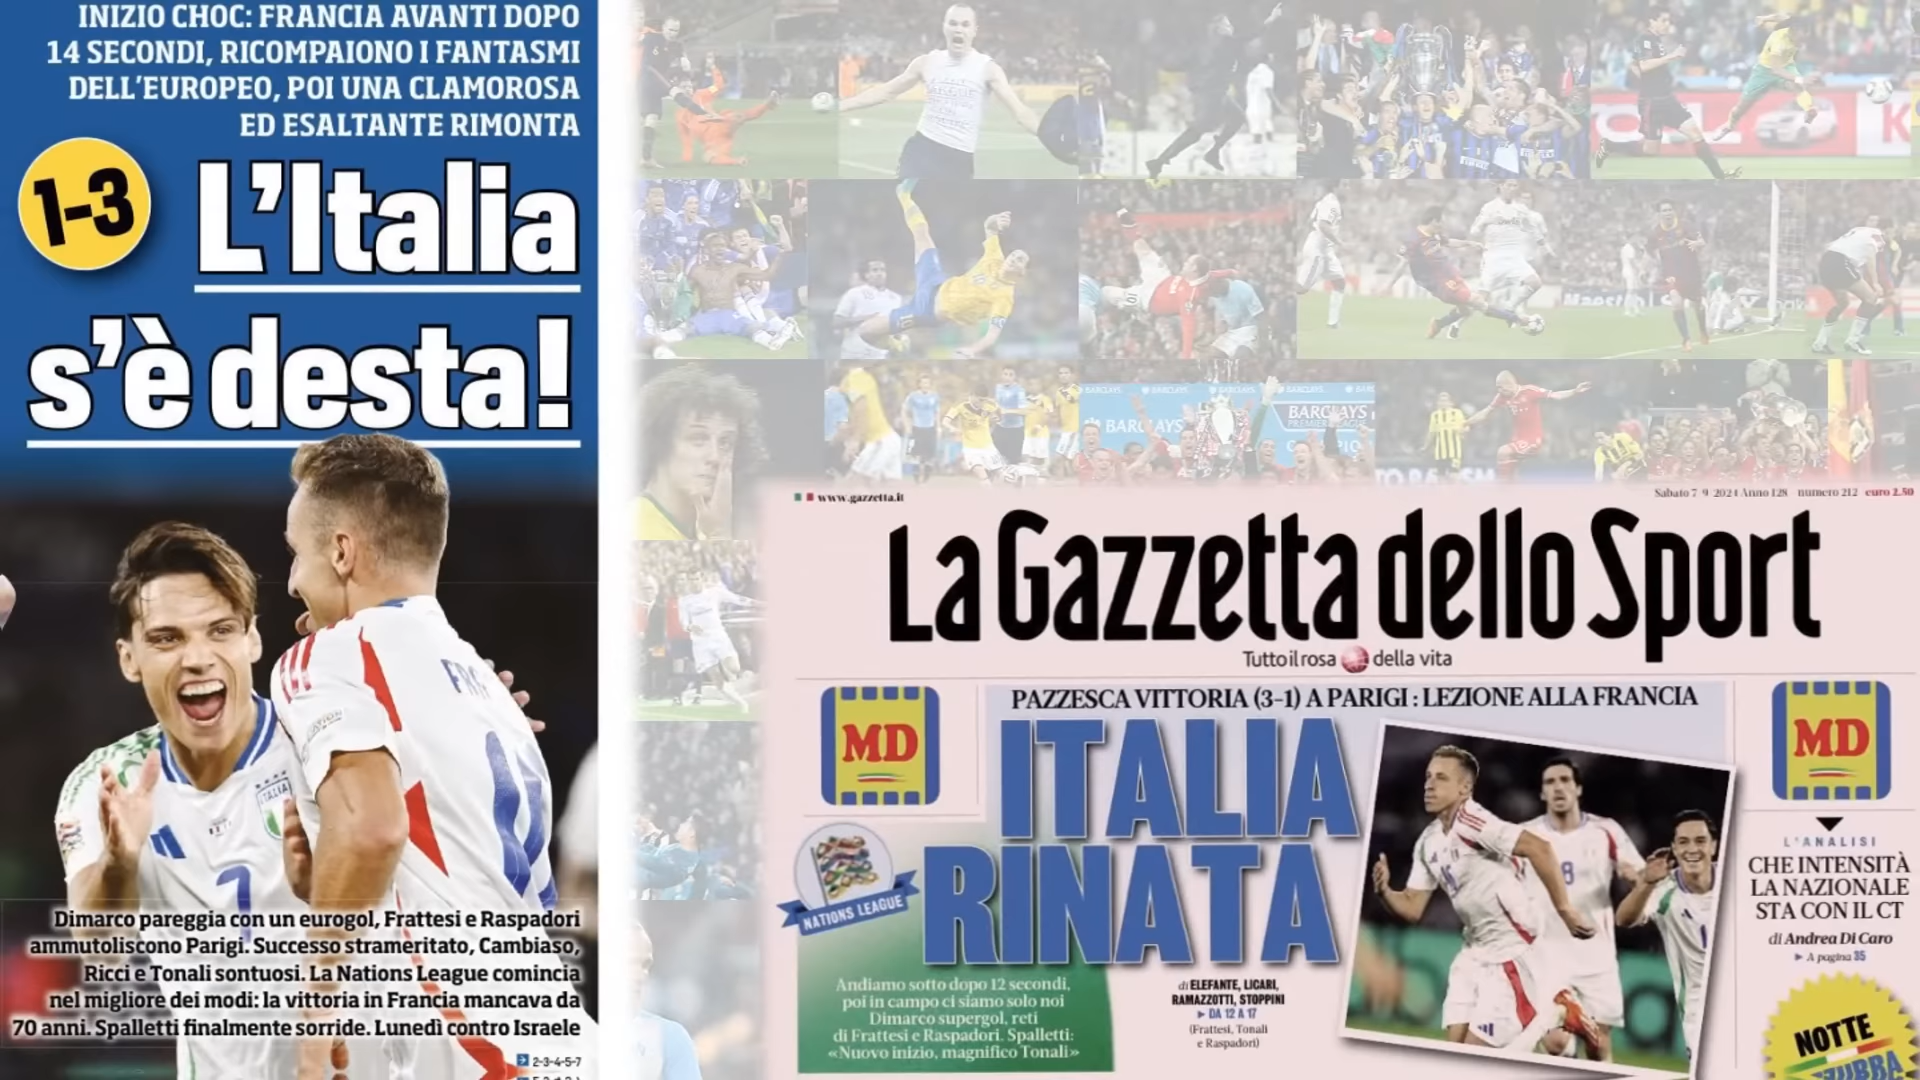 INIZIO CHOC: FRANCIA AVANTI DOPO
14 SECONDI, RICOMPAIONO I FANTASMI
DELL'EUROPEO, POI UNA CLAMOROSA
ED ESALTANTE RIMONTA
1-3
L'Italia
s'è desta!
Dimarco pareggia con un eurogol, Frattesi e Raspadori
ammutoliscono Parigi. Successo strameritato, Cambiaso,
Ricci e Tonali sontuosi. La Nations League comincia
nel migliore dei modi: la vittoria in Francia mancava da
70 anni. Spalletti finalmente sorride. Lunedì contro Israele
2-3-4-5-7
FRA
7
ITALIA
BARCLAYS
BARCLAYS
PREMIER LEAGUE
www.gazzetta.it
Sabato 7 9 2024 Anno 128 numero 212 euro 2.50
La Gazzetta dello Sport
Tutto il rosa della vita
MD
PAZZESCA VITTORIA (3-1) A PARIGI: LEZIONE ALLA FRANCIA
ITALIA
RINATA
NATIONS LEAGUE
Andiamo sotto dopo 12 secondi,
poi in campo ci siamo solo noi
Dimarco supergol, reti
di Frattesi e Raspadori. Spalletti:
«Nuovo inizio, magnifico Tonali»
di ELEFANTE, LICARI,
RAMAZZOTTI, STOPPINI
DA 12 A 17
(Frattesi, Tonali
e Raspadori)
MD
L'ANALISI
CHE INTENSITÀ
LA NAZIONALE
STA CON IL CT
di Andrea Di Caro
A pagina 35
NOTTE